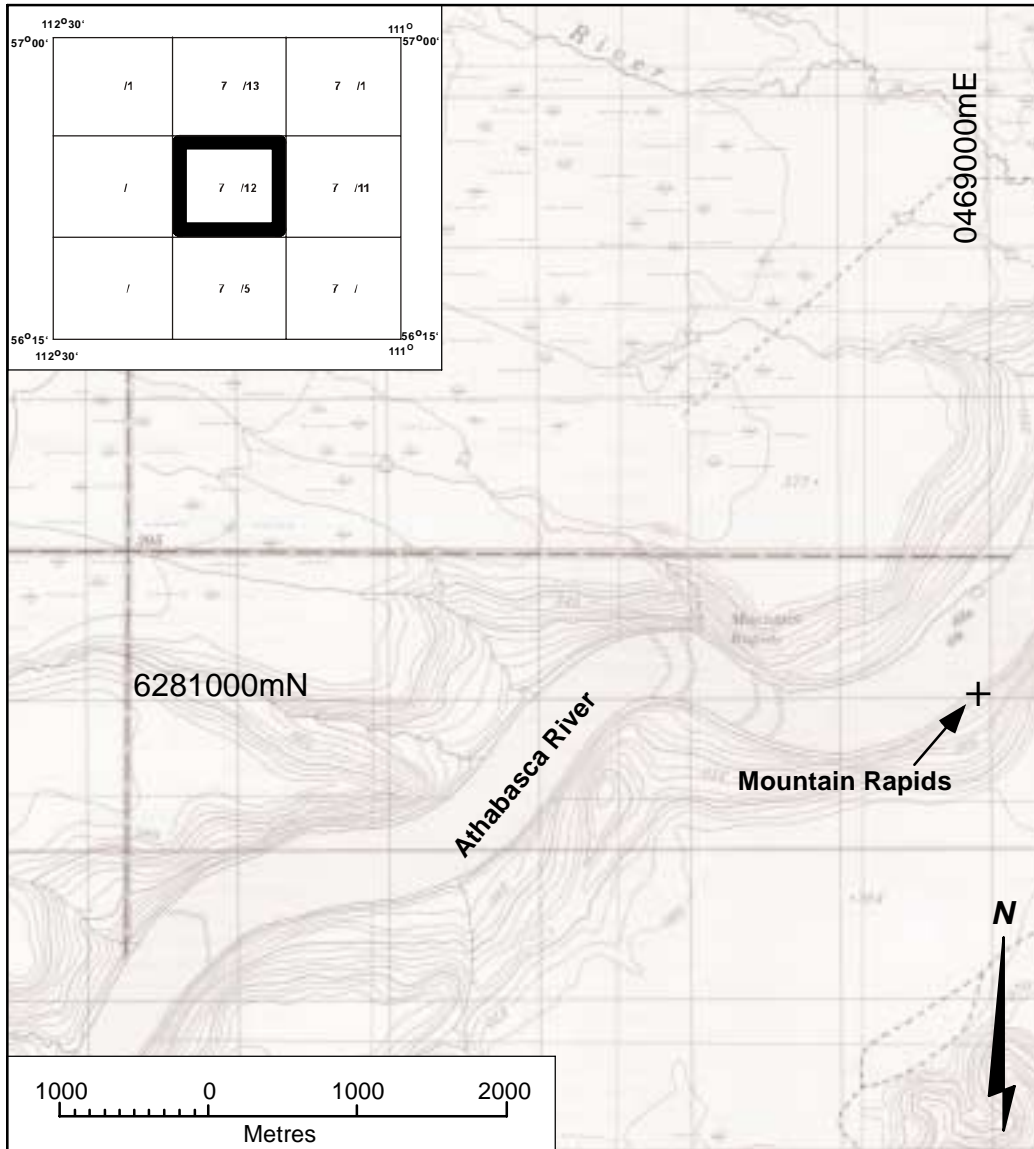 112°30'
111°
57°00'
57°00'
/1 7 /13 7 /1
/ 7 /12 7 /11
/ 7 /5 7 /
56°15'
56°15'
112°30'
111°
River
0469000mE
Mountain
Rapids
6281000mN
Athabasca River
Mountain Rapids
N
1000 0 1000 2000
Metres